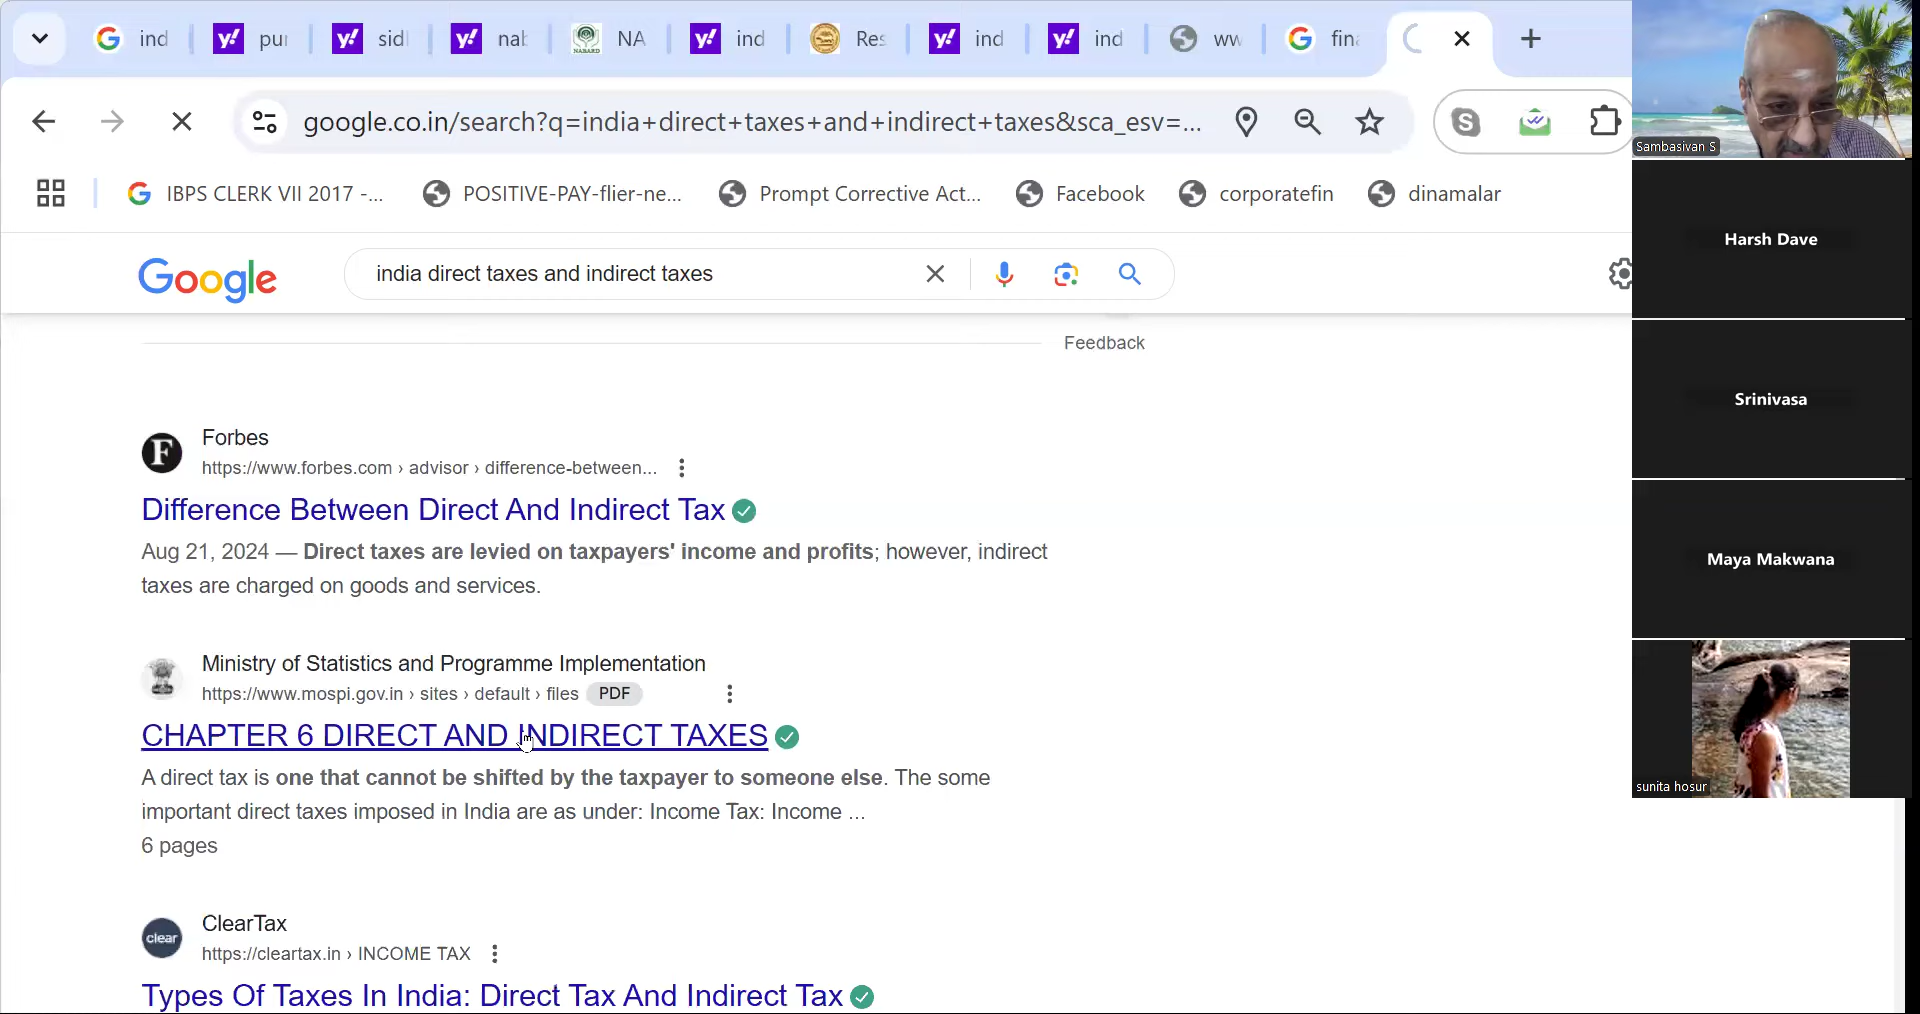 ind
pur
sid
nab
NA
ind
Res
ind
ind
ww
fina
google.co.in/search?q=india+direct+taxes+and+indirect+taxes&sca_esv=...
IBPS CLERK VII 2017 -...
POSITIVE-PAY-flier-ne...
Prompt Corrective Act...
Facebook
corporatefin
dinamalar
Google
india direct taxes and indirect taxes
Feedback
Forbes
https://www.forbes.com › advisor › difference-between...
Difference Between Direct And Indirect Tax
Aug 21, 2024 — Direct taxes are levied on taxpayers' income and profits; however, indirect
taxes are charged on goods and services.
Ministry of Statistics and Programme Implementation
https://www.mospi.gov.in › sites › default › files PDF
CHAPTER 6 DIRECT AND INDIRECT TAXES
A direct tax is one that cannot be shifted by the taxpayer to someone else. The some
important direct taxes imposed in India are as under: Income Tax: Income ...
6 pages
clear
ClearTax
https://cleartax.in › INCOME TAX
Types Of Taxes In India: Direct Tax And Indirect Tax
Sambasivan S
Harsh Dave
Srinivasa
Maya Makwana
sunita hosur